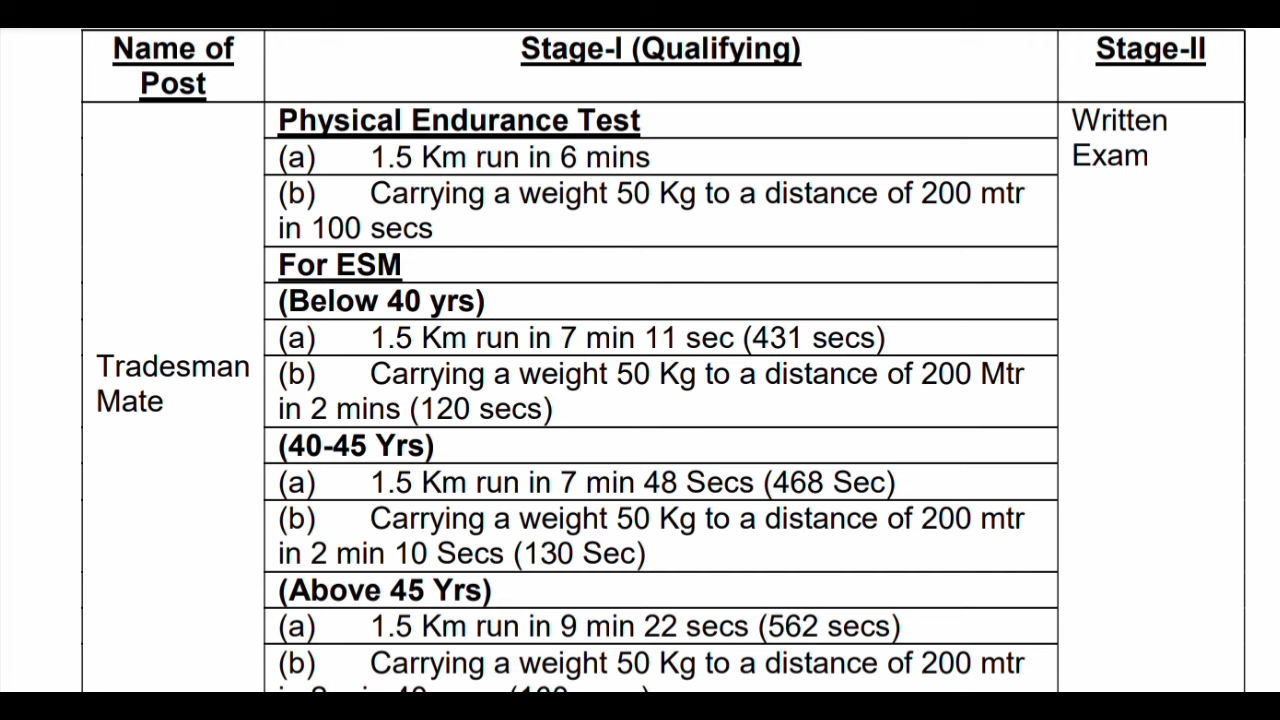 Name of
Post
Stage-I (Qualifying)
Stage-II
Physical Endurance Test
(a) 1.5 Km run in 6 mins
(b) Carrying a weight 50 Kg to a distance of 200 mtr
in 100 secs
For ESM
(Below 40 yrs)
(a) 1.5 Km run in 7 min 11 sec (431 secs)
(b) Carrying a weight 50 Kg to a distance of 200 Mtr
in 2 mins (120 secs)
(40-45 Yrs)
(a) 1.5 Km run in 7 min 48 Secs (468 Sec)
(b) Carrying a weight 50 Kg to a distance of 200 mtr
in 2 min 10 Secs (130 Sec)
(Above 45 Yrs)
(a) 1.5 Km run in 9 min 22 secs (562 secs)
(b) Carrying a weight 50 Kg to a distance of 200 mtr
Tradesman
Mate
Written
Exam